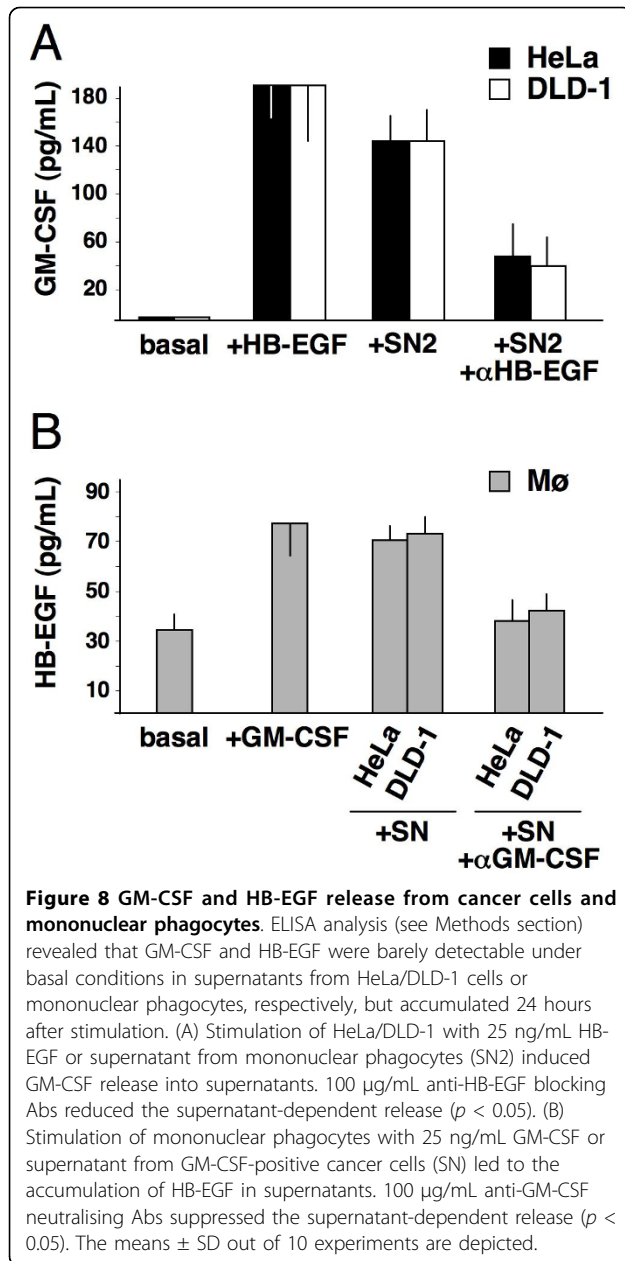 A
HeLa
DLD-1
GM-CSF (pg/mL)
180
140
100
60
20
basal +HB-EGF +SN2 +SN2
+αHB-EGF
B
Mø
HB-EGF (pg/mL)
90
70
50
30
10
basal +GM-CSF HeLa DLD-1 HeLa DLD-1
+SN +SN
+αGM-CSF
Figure 8 GM-CSF and HB-EGF release from cancer cells and
mononuclear phagocytes. ELISA analysis (see Methods section)
revealed that GM-CSF and HB-EGF were barely detectable under
basal conditions in supernatants from HeLa/DLD-1 cells or
mononuclear phagocytes, respectively, but accumulated 24 hours
after stimulation. (A) Stimulation of HeLa/DLD-1 with 25 ng/mL HB-
EGF or supernatant from mononuclear phagocytes (SN2) induced
GM-CSF release into supernatants. 100 μg/mL anti-HB-EGF blocking
Abs reduced the supernatant-dependent release (p < 0.05). (B)
Stimulation of mononuclear phagocytes with 25 ng/mL GM-CSF or
supernatant from GM-CSF-positive cancer cells (SN) led to the
accumulation of HB-EGF in supernatants. 100 μg/mL anti-GM-CSF
neutralising Abs suppressed the supernatant-dependent release (p <
0.05). The means ± SD out of 10 experiments are depicted.